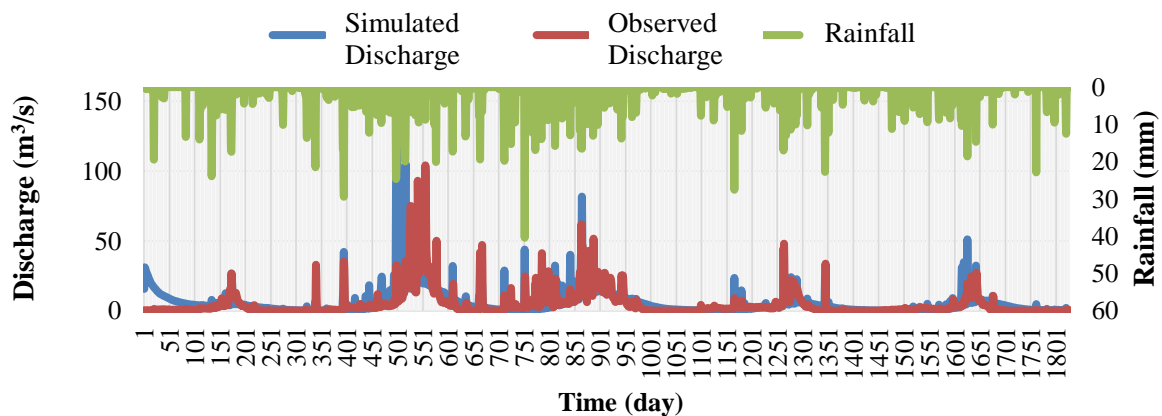 Simulated Discharge
Observed Discharge
Rainfall
Discharge (m³/s)
150
100
50
0
0
10
20
30
40
50
60
Rainfall (mm)
1 51 101 151 201 251 301 351 401 451 501 551 601 651 701 751 801 851 901 951 1001 1051 1101 1151 1201 1251 1301 1351 1401 1451 1501 1551 1601 1651 1701 1751 1801
Time (day)